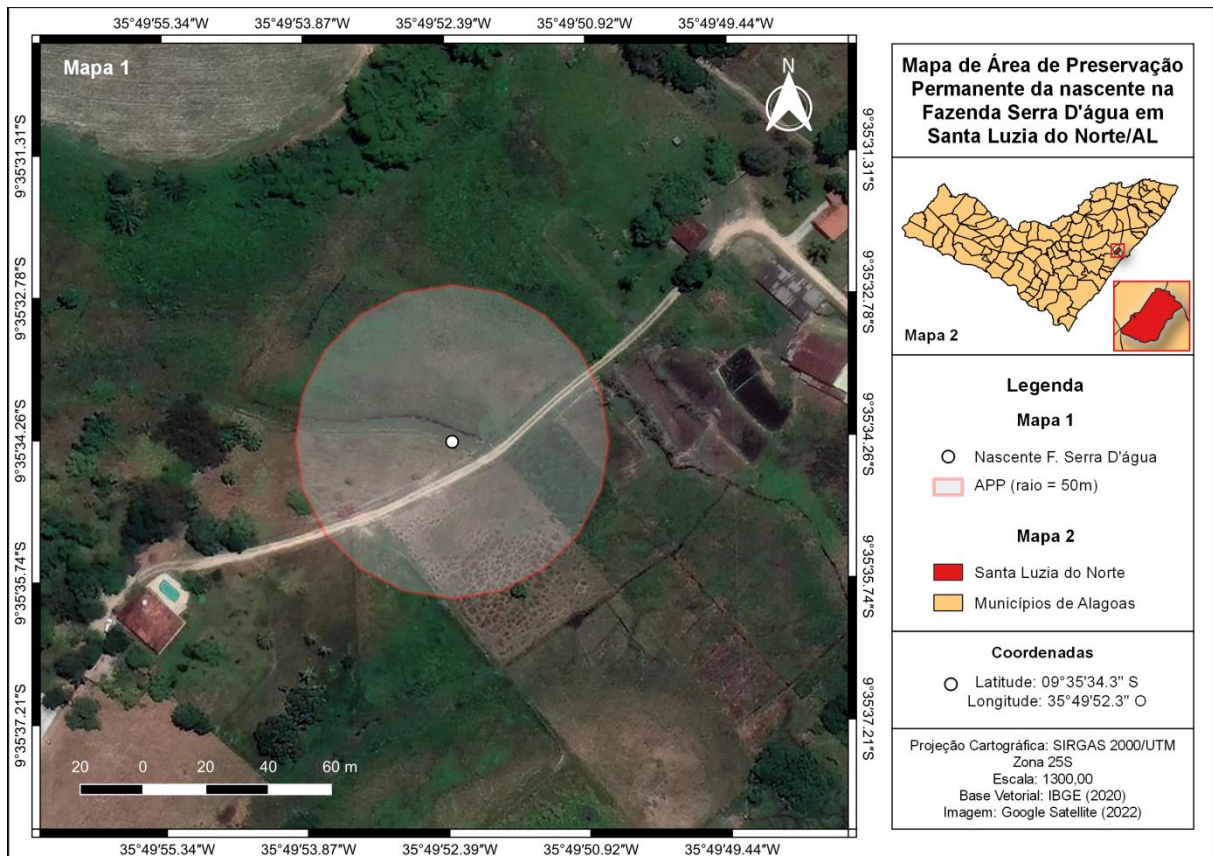 35°49'55.34"W 35°49'53.87"W 35°49'52.39"W 35°49'50.92"W 35°49'49.44"W
Mapa 1
N
9°35'31.31"S
9°35'32.78"S
9°35'34.26"S
9°35'35.74"S
9°35'37.21"S
9°35'31.31"S
9°35'32.78"S
9°35'34.26"S
9°35'35.74"S
9°35'37.21"S
20 0 20 40 60 m
35°49'55.34"W 35°49'53.87"W 35°49'52.39"W 35°49'50.92"W 35°49'49.44"W
Mapa de Área de Preservação
Permanente da nascente na
Fazenda Serra D'água em
Santa Luzia do Norte/AL
Mapa 2
Legenda
Mapa 1
Nascente F. Serra D'água
APP (raio = 50m)
Mapa 2
Santa Luzia do Norte
Municípios de Alagoas
Coordenadas
Latitude: 09°35'34.3" S
Longitude: 35°49'52.3" O
Projeção Cartográfica: SIRGAS 2000/UTM
Zona 25S
Escala: 1300,00
Base Vetorial: IBGE (2020)
Imagem: Google Satellite (2022)